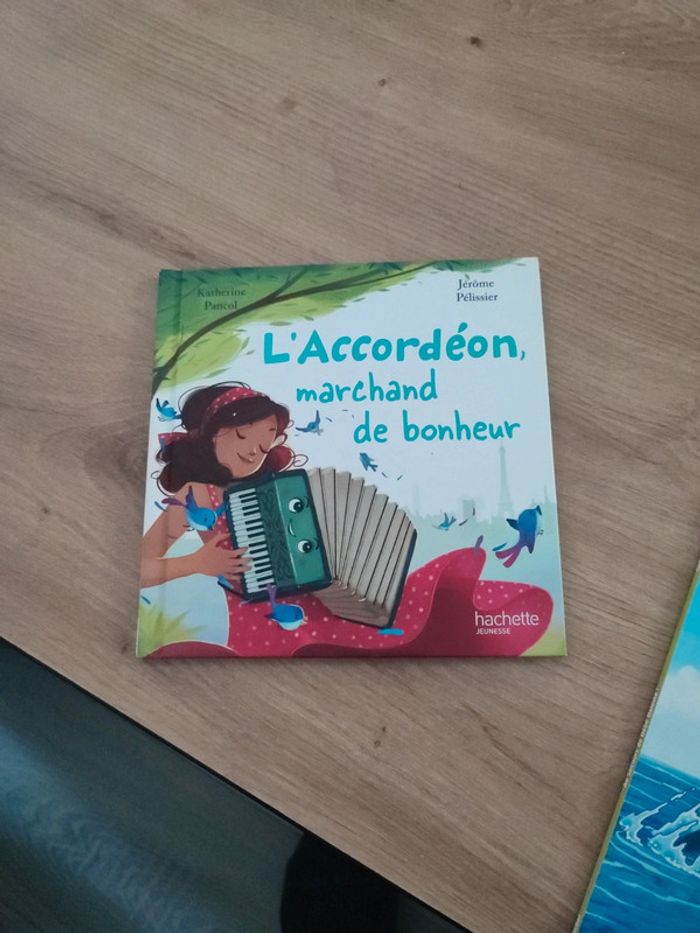 Katherine
Pancol
Jérôme
Pélissier
L'Accordéon,
marchand
de bonheur
hachette
JEUNESSE